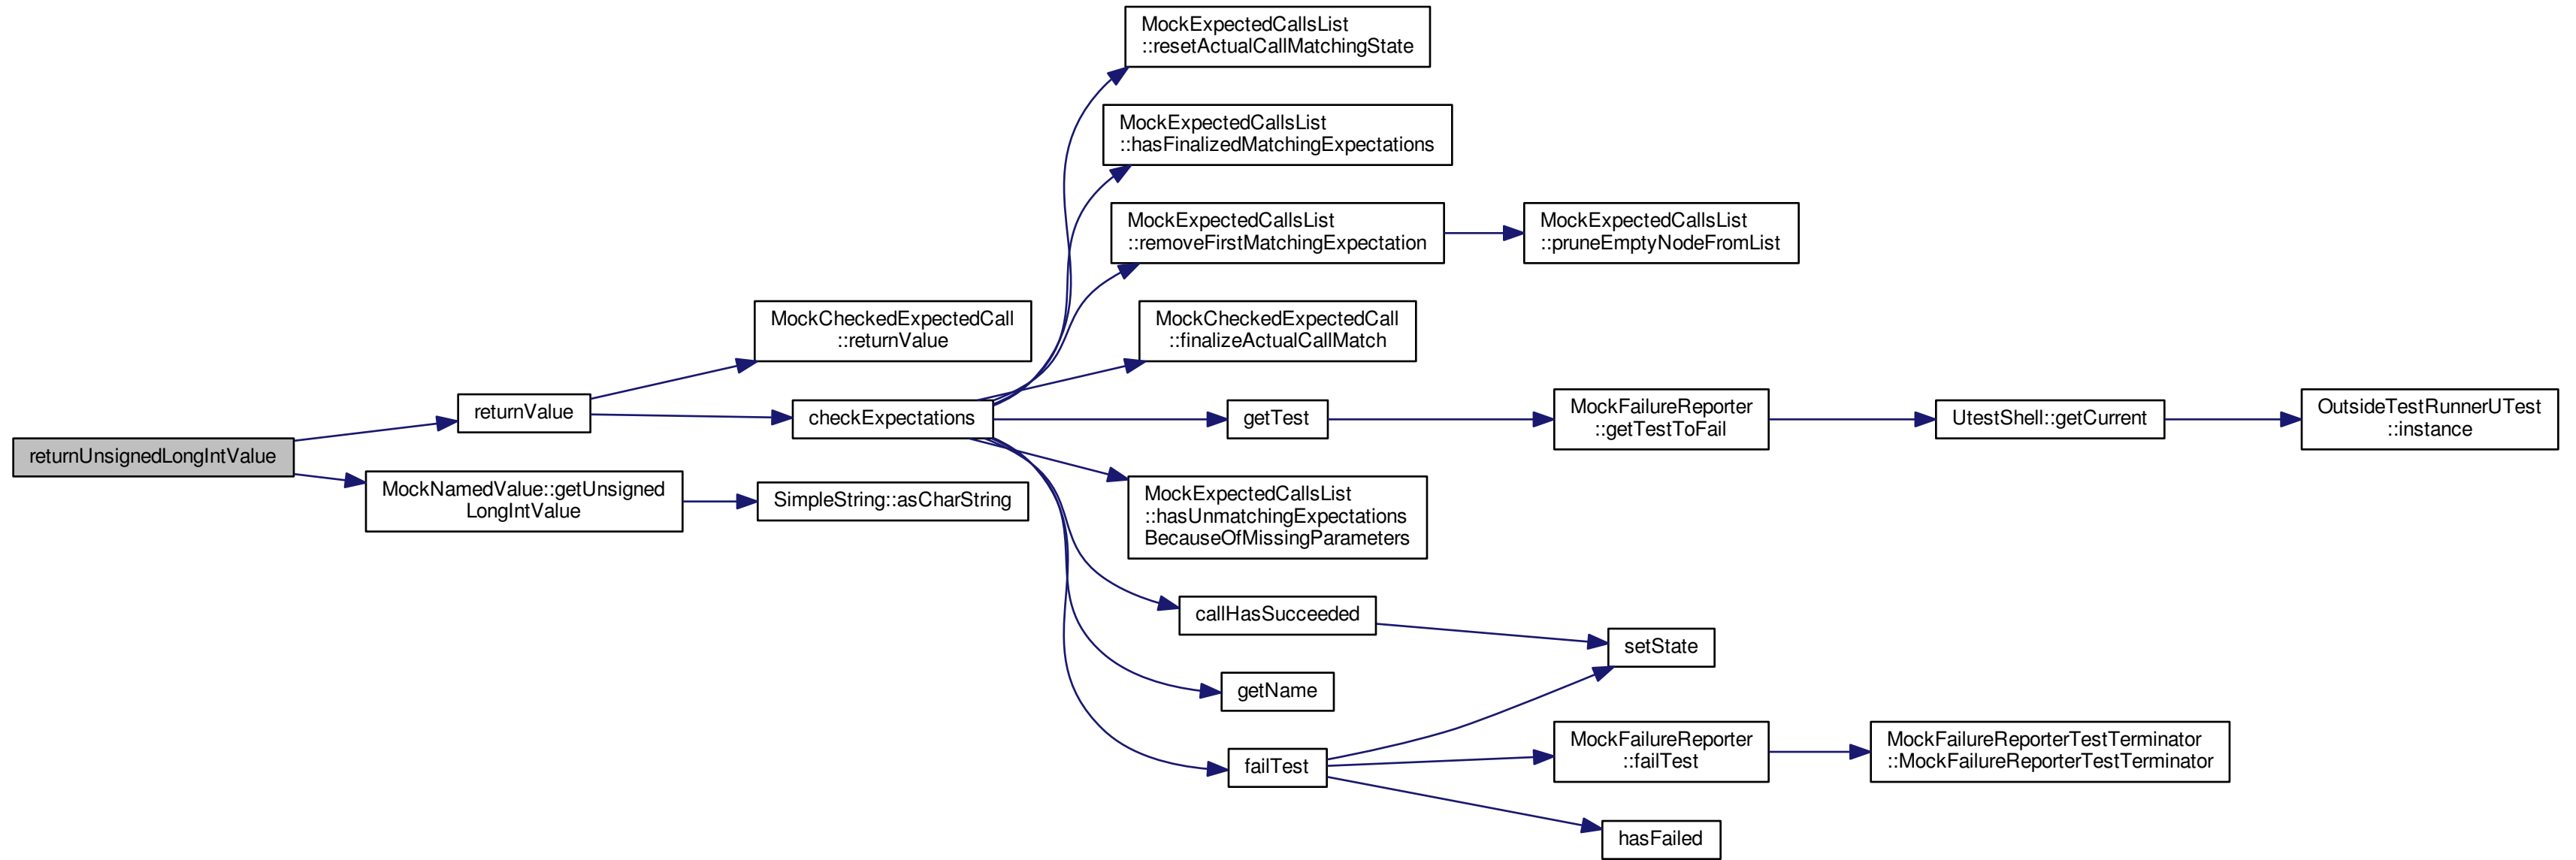 MockExpectedCallsList
::resetActualCallMatchingState
MockExpectedCallsList
::hasFinalizedMatchingExpectations
MockExpectedCallsList
::removeFirstMatchingExpectation
MockExpectedCallsList
::pruneEmptyNodeFromList
MockCheckedExpectedCall
::returnValue
MockCheckedExpectedCall
::finalizeActualCallMatch
returnValue
checkExpectations
getTest
MockFailureReporter
::getTestToFail
UtestShell::getCurrent
OutsideTestRunnerUTest
::instance
returnUnsignedLongIntValue
MockNamedValue::getUnsigned
LongIntValue
SimpleString::asCharString
MockExpectedCallsList
::hasUnmatchingExpectations
BecauseOfMissingParameters
callHasSucceeded
setState
getName
failTest
MockFailureReporter
::failTest
MockFailureReporterTestTerminator
::MockFailureReporterTestTerminator
hasFailed